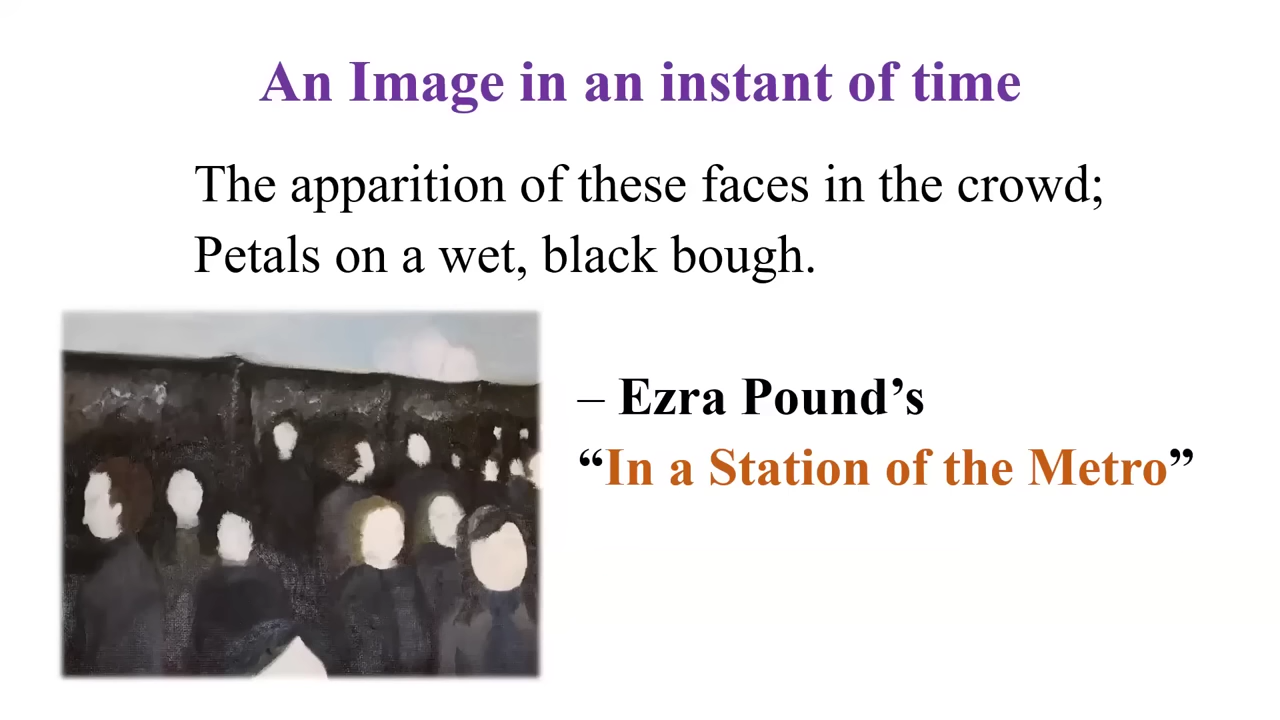 An Image in an instant of time
The apparition of these faces in the crowd;
Petals on a wet, black bough.
– Ezra Pound’s
“In a Station of the Metro”